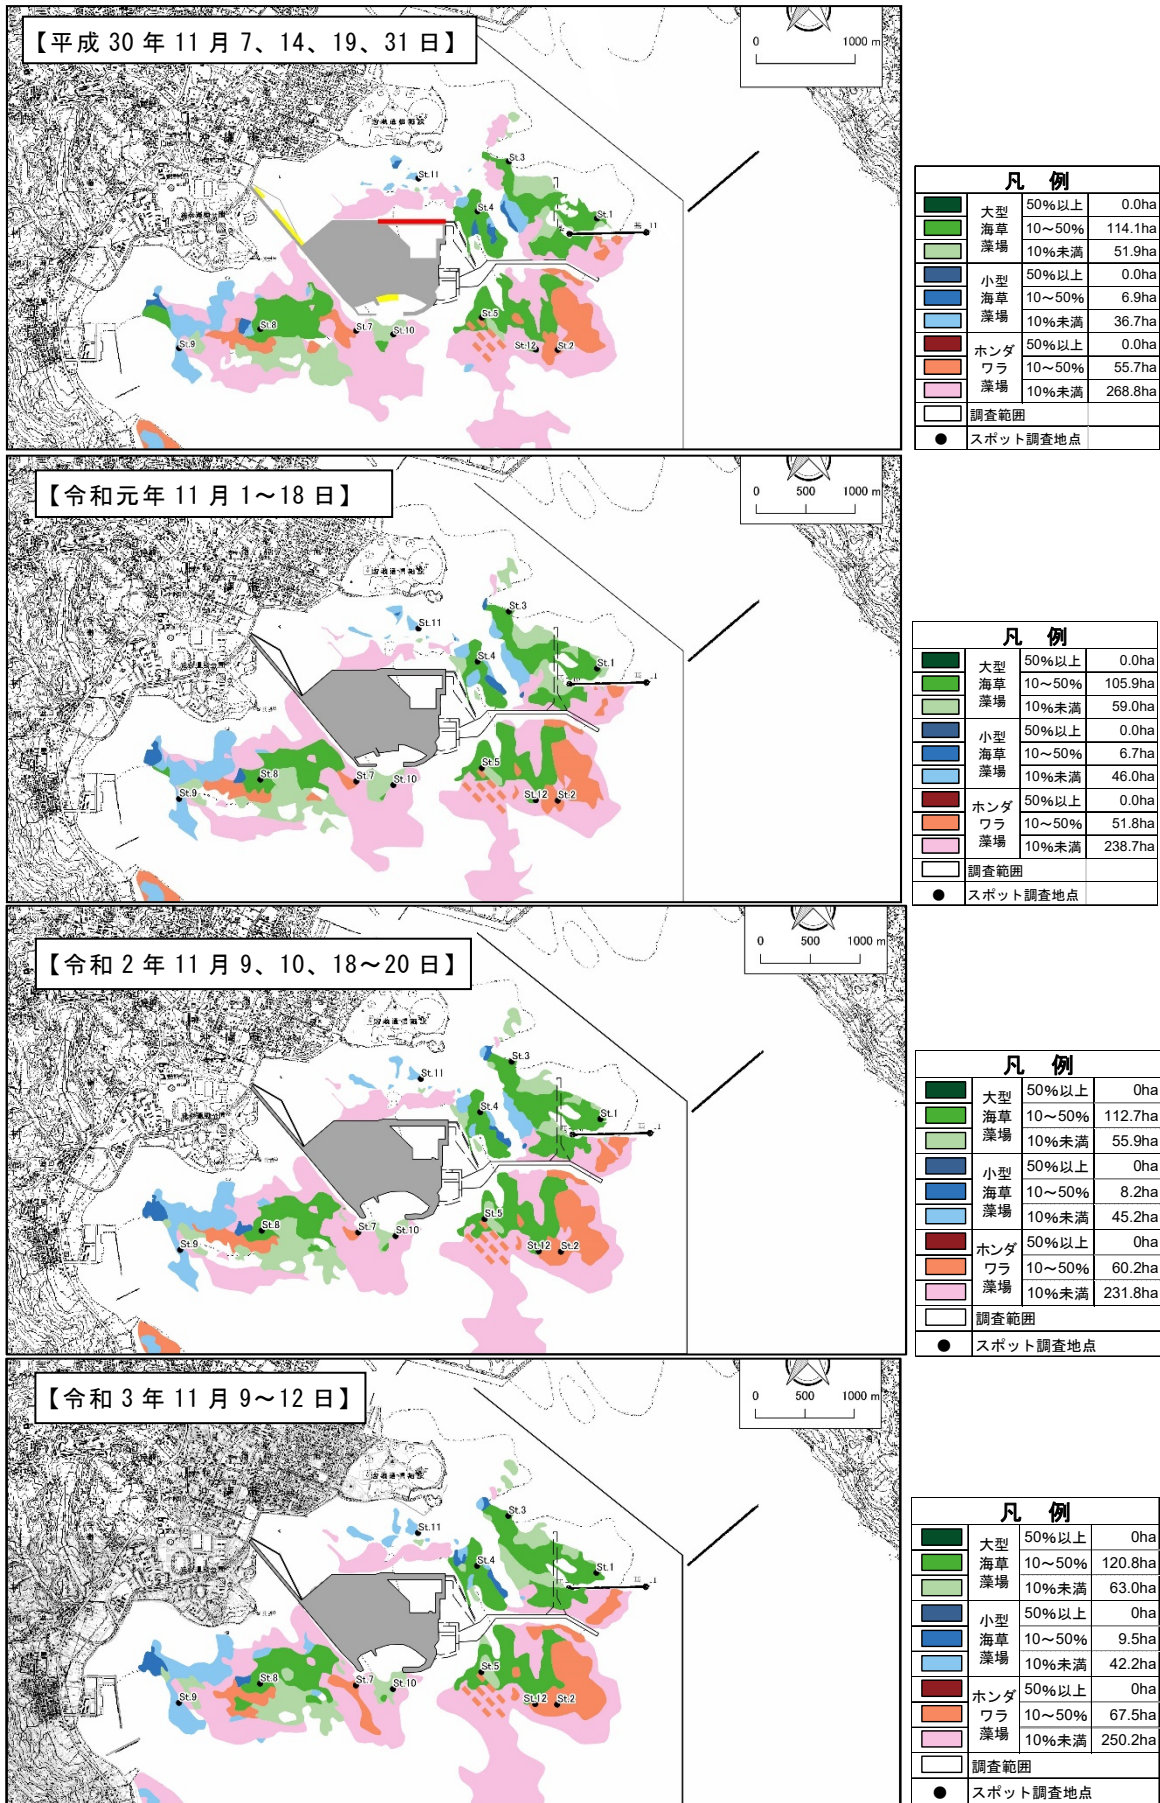 【平成 30 年 11 月 7、14、19、31 日】
0 1000 m
St.3
St.11
St.4
St.1
St.5
St.8
St.7
St.10
St.9
St.12
St.2
凡 例
大型海草藻場
50%以上 0.0ha
10～50% 114.1ha
10%未満 51.9ha
小型海草藻場
50%以上 0.0ha
10～50% 6.9ha
10%未満 36.7ha
ホンダワラ藻場
50%以上 0.0ha
10～50% 55.7ha
10%未満 268.8ha
調査範囲
スポット調査地点
【令和元年 11 月 1～18 日】
0 500 1000 m
St.3
St.11
St.4
St.1
St.5
St.8
St.7
St.10
St.9
St.12
St.2
凡 例
大型海草藻場
50%以上 0.0ha
10～50% 105.9ha
10%未満 59.0ha
小型海草藻場
50%以上 0.0ha
10～50% 6.7ha
10%未満 46.0ha
ホンダワラ藻場
50%以上 0.0ha
10～50% 51.8ha
10%未満 238.7ha
調査範囲
スポット調査地点
【令和 2 年 11 月 9、10、18～20 日】
0 500 1000 m
St.3
St.11
St.4
St.1
St.5
St.8
St.7
St.10
St.9
St.12
St.2
凡 例
大型海草藻場
50%以上 0ha
10～50% 112.7ha
10%未満 55.9ha
小型海草藻場
50%以上 0ha
10～50% 8.2ha
10%未満 45.2ha
ホンダワラ藻場
50%以上 0ha
10～50% 60.2ha
10%未満 231.8ha
調査範囲
スポット調査地点
【令和 3 年 11 月 9～12 日】
0 500 1000 m
St.3
St.11
St.4
St.1
St.5
St.8
St.7
St.10
St.9
St.12
St.2
凡 例
大型海草藻場
50%以上 0ha
10～50% 120.8ha
10%未満 63.0ha
小型海草藻場
50%以上 0ha
10～50% 9.5ha
10%未満 42.2ha
ホンダワラ藻場
50%以上 0ha
10～50% 67.5ha
10%未満 250.2ha
調査範囲
スポット調査地点